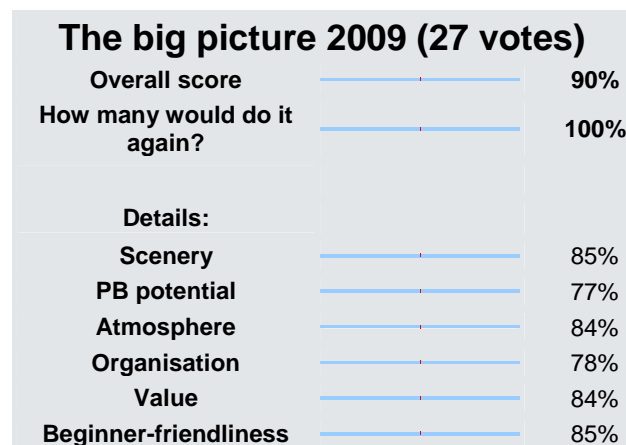 The big picture 2009 (27 votes)
Overall score 90%
How many would do it
again? 100%
Details:
Scenery 85%
PB potential 77%
Atmosphere 84%
Organisation 78%
Value 84%
Beginner-friendliness 85%